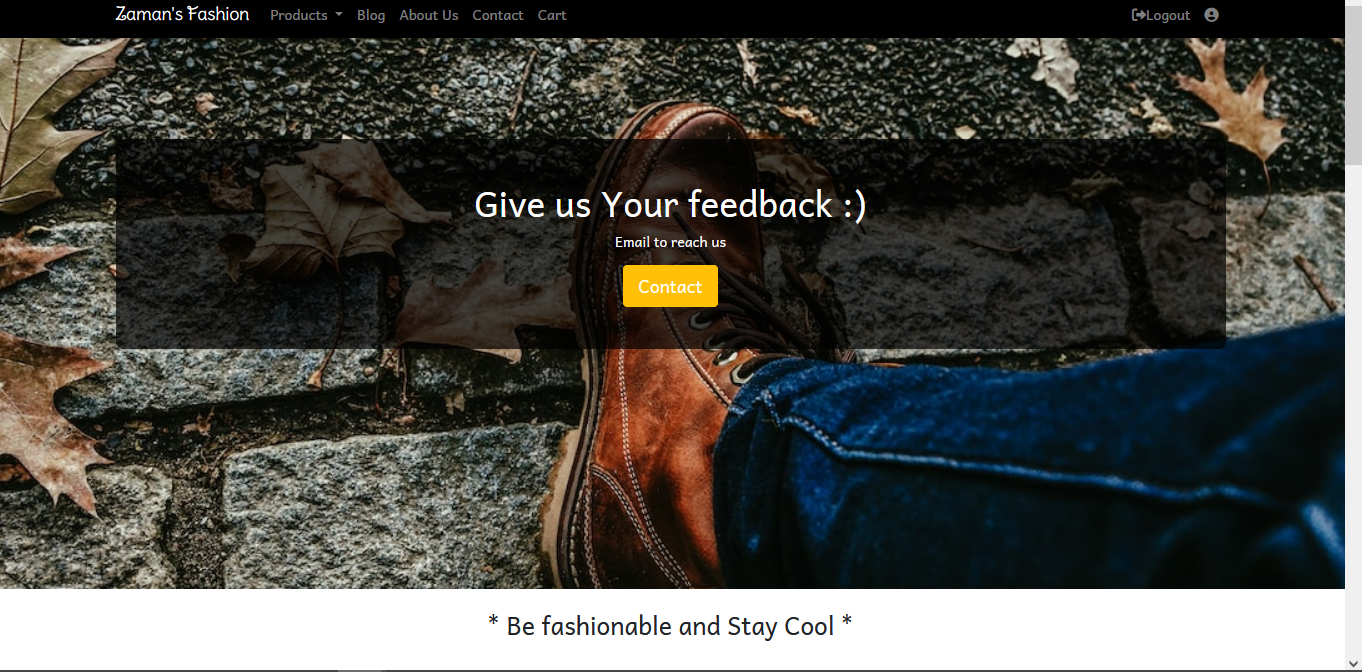 Zaman's Fashion Products Blog About Us Contact Cart Logout
Give us Your feedback :)
Email to reach us
Contact
* Be fashionable and Stay Cool *